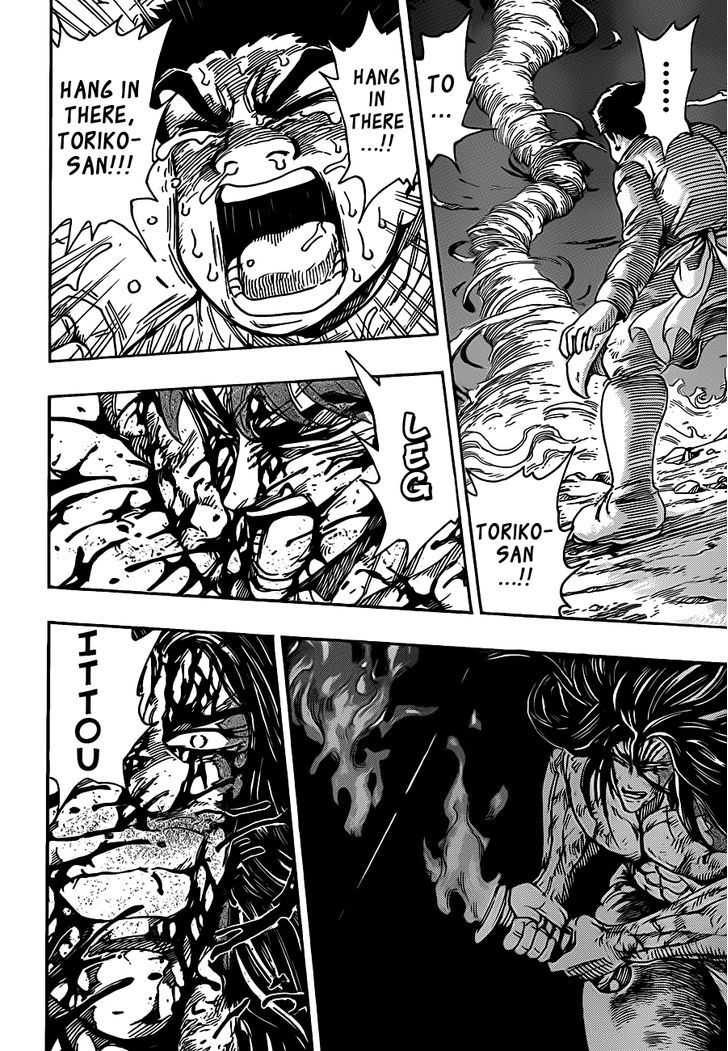 .....
TO
...
TORIKO-
SAN
...!!
HANG
IN
THERE
...!!
HANG IN
THERE,
TORIKO-
SAN!!!
LEG
ITTOU